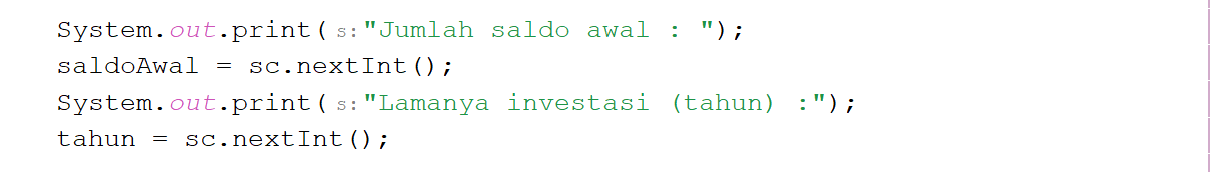 System.out.print( s:"Jumlah saldo awal : ");
saldoAwal = sc.nextInt();
System.out.print( s:"Lamanya investasi (tahun) :");
tahun = sc.nextInt();